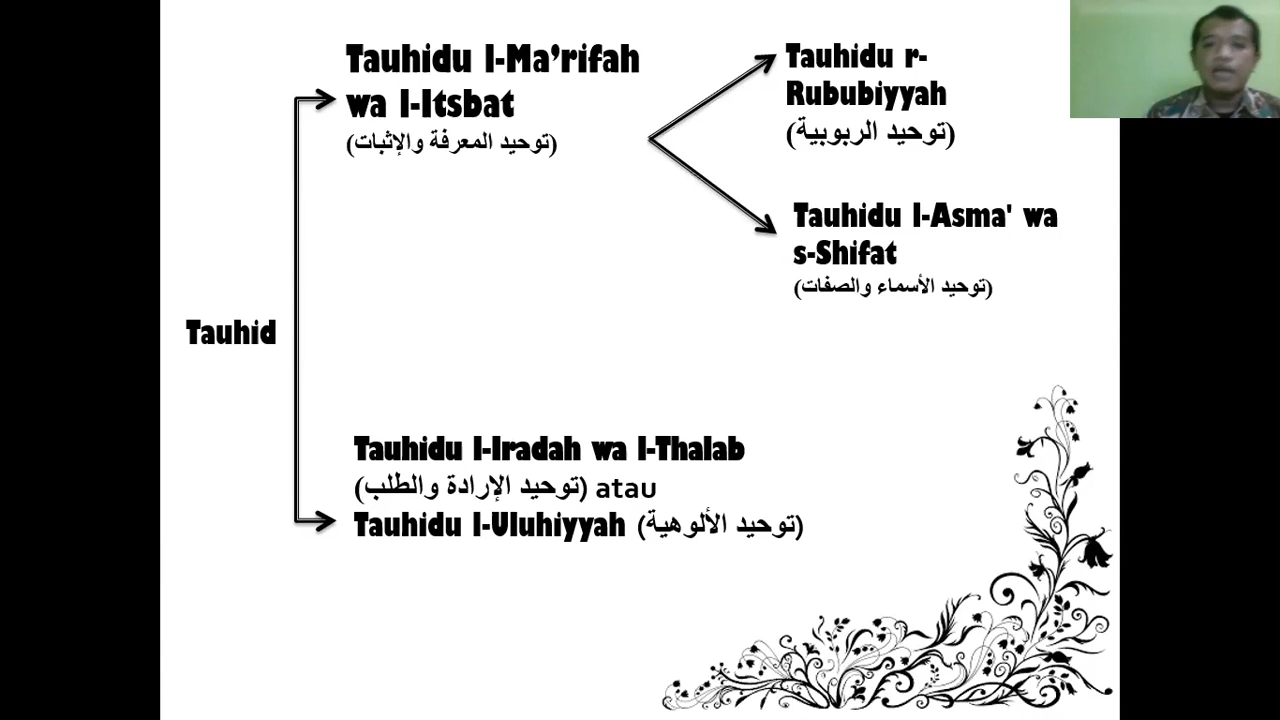 Tauhidu l-Ma’rifah
wa l-Itsbat
(توحيد المعرفة والإثبات)
Tauhidu r-
Rububiyyah
(توحيد الربوبية)
Tauhidu l-Asma' wa
s-Shifat
(توحيد الأسماء والصفات)
Tauhid
Tauhidu l-Iradah wa l-Thalab
(توحيد الإرادة والطلب) atau
Tauhidu l-Uluhiyyah (توحيد الألوهية)